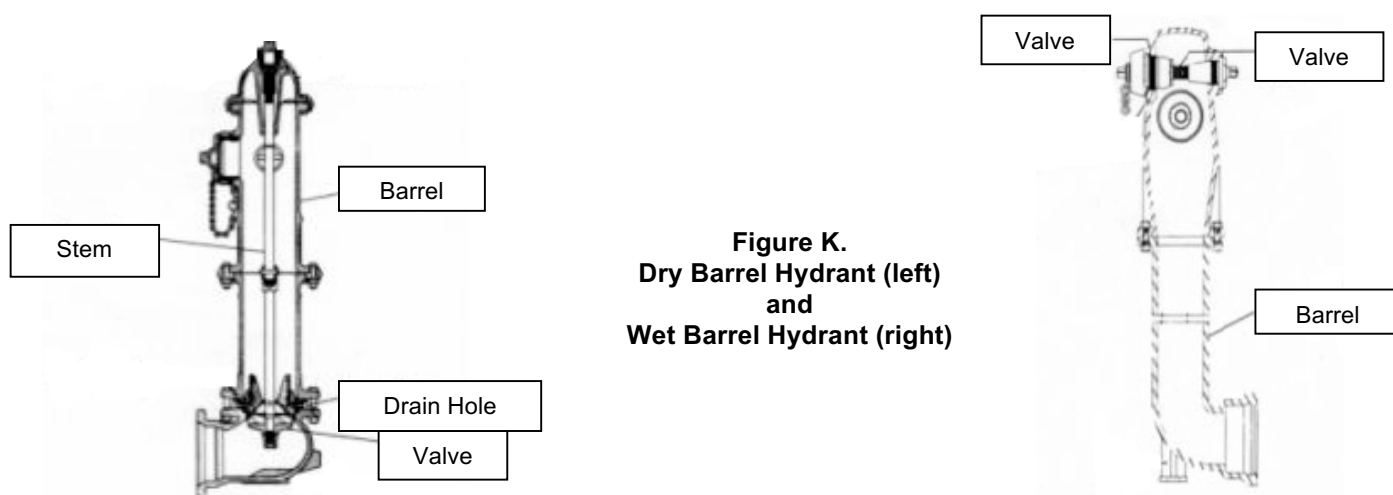 Barrel
Stem
Drain Hole
Valve
Figure K.
Dry Barrel Hydrant (left)
and
Wet Barrel Hydrant (right)
Valve
Valve
Barrel